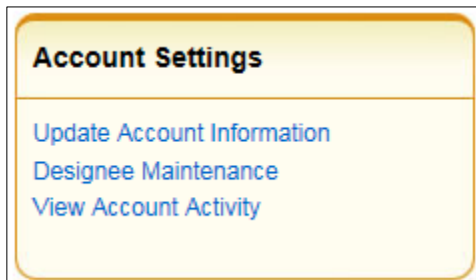 Account Settings
Update Account Information
Designee Maintenance
View Account Activity